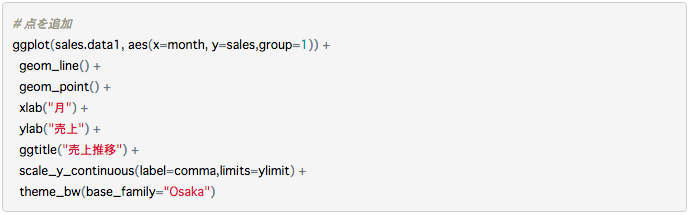 #点を追加
ggplot(sales.data1, aes(x=month, y=sales,group=1)) +
  geom_line() +
  geom_point() +
  xlab("月") +
  ylab("売上") +
  ggtitle("売上推移") +
  scale_y_continuous(label=comma,limits=ylimit) +
  theme_bw(base_family="Osaka")